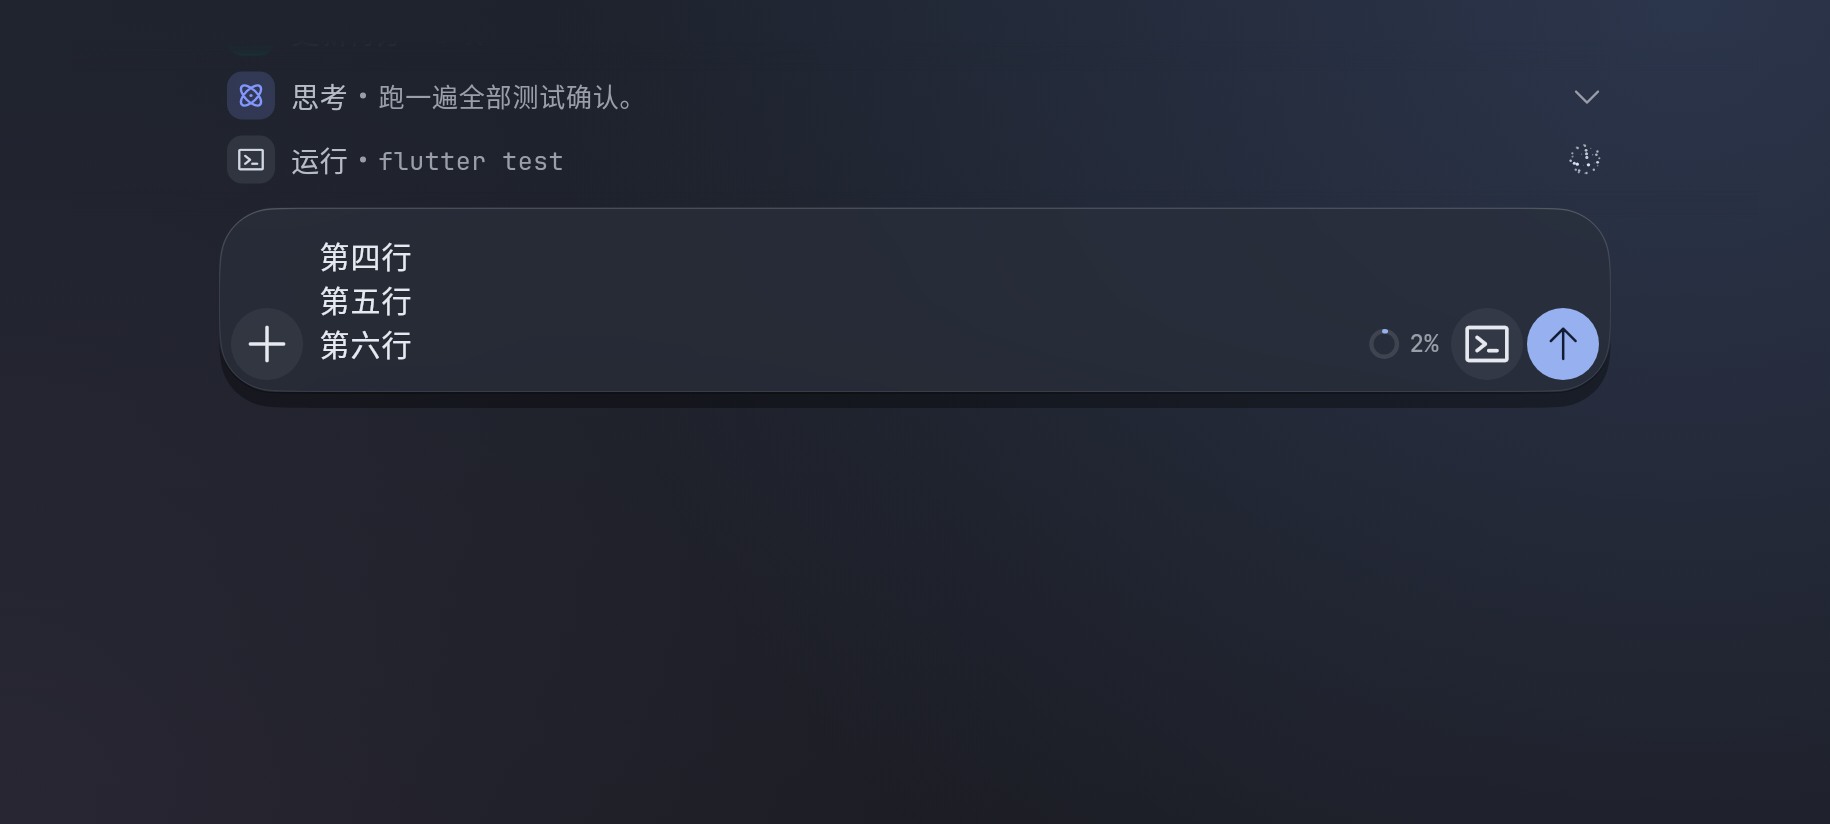 思考・跑一遍全部测试确认。
运行・flutter test
第四行
第五行
第六行
2%